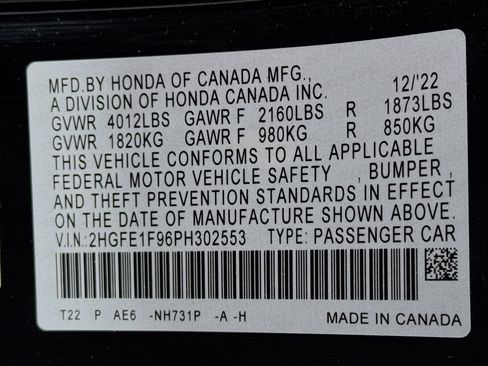 MFD.BY HONDA OF CANADA MFG., 12/'22
A DIVISION OF HONDA CANADA INC.
GVWR 4012LBS GAWR F 2160LBS R 1873LBS
GVWR 1820KG GAWR F 980KG R 850KG
THIS VEHICLE CONFORMS TO ALL APPLICABLE
FEDERAL MOTOR VEHICLE SAFETY , BUMPER ,
AND THEFT PREVENTION STANDARDS IN EFFECT
ON THE DATE OF MANUFACTURE SHOWN ABOVE.
V.I.N.:2HGFE1F96PH302553 TYPE: PASSENGER CAR
T22 P AE6 -NH731P -A -H MADE IN CANADA